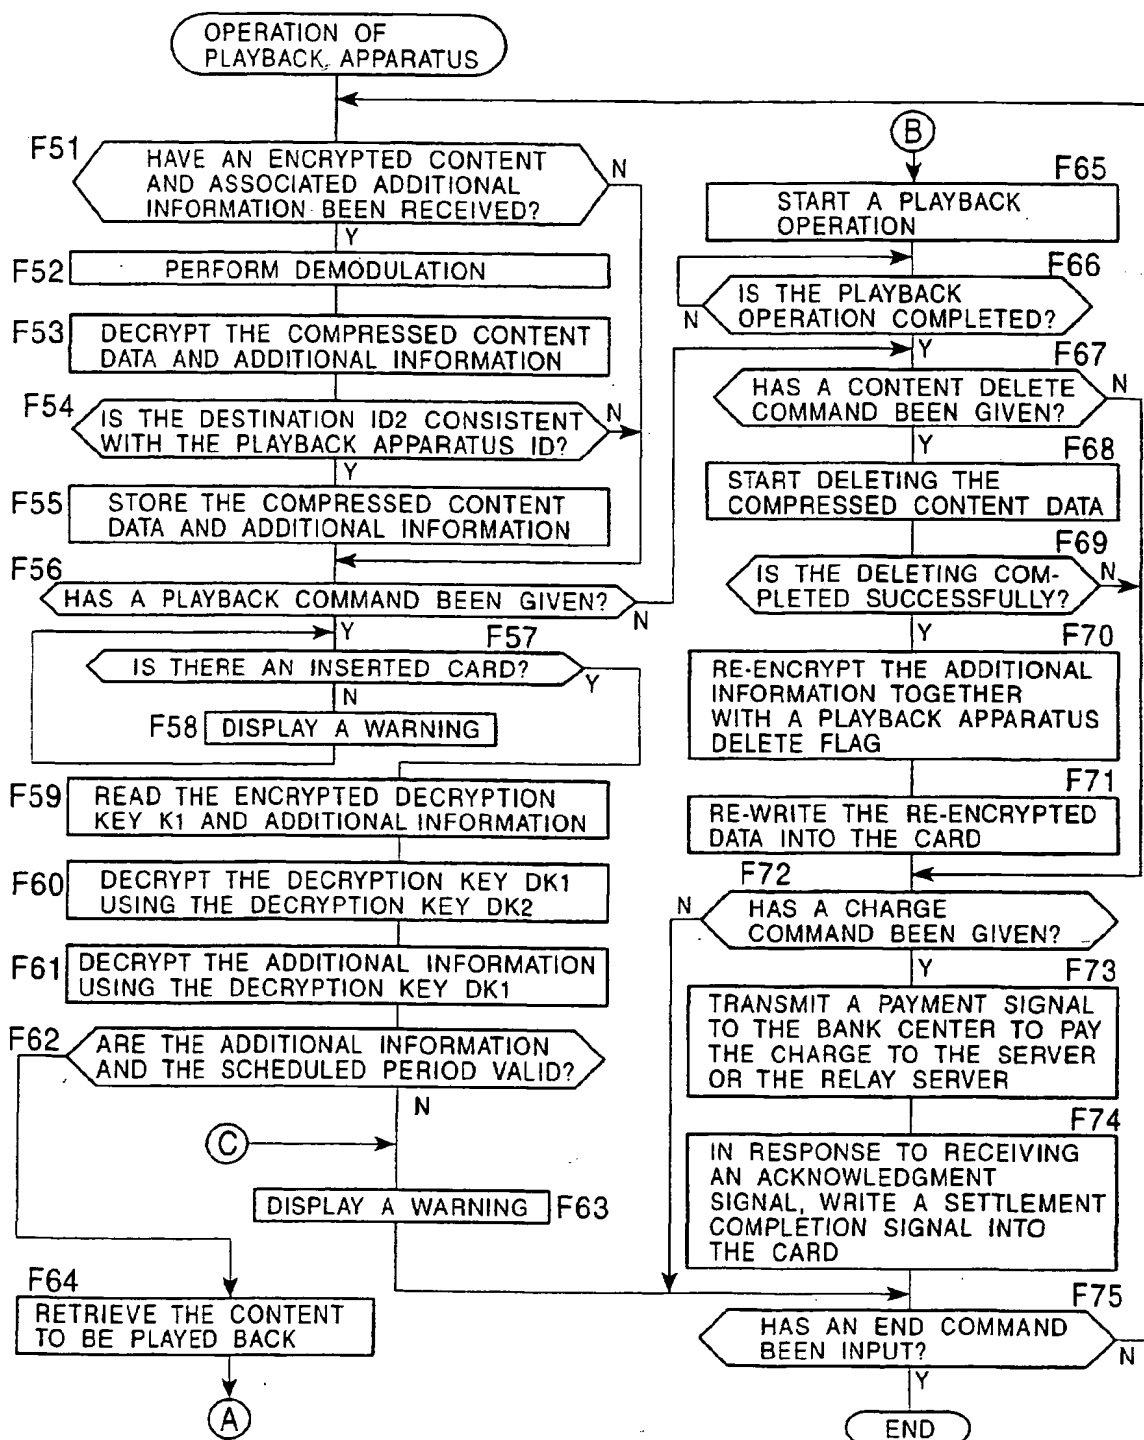 OPERATION OF
PLAYBACK APPARATUS
F51
HAVE AN ENCRYPTED CONTENT
AND ASSOCIATED ADDITIONAL
INFORMATION BEEN RECEIVED?
N
Y
F52
PERFORM DEMODULATION
F53
DECRYPT THE COMPRESSED CONTENT
DATA AND ADDITIONAL INFORMATION
F54
IS THE DESTINATION ID2 CONSISTENT
WITH THE PLAYBACK APPARATUS ID?
N
Y
F55
STORE THE COMPRESSED CONTENT
DATA AND ADDITIONAL INFORMATION
F56
HAS A PLAYBACK COMMAND BEEN GIVEN?
N
Y
F57
IS THERE AN INSERTED CARD?
Y
N
F58
DISPLAY A WARNING
F59
READ THE ENCRYPTED DECRYPTION
KEY K1 AND ADDITIONAL INFORMATION
F60
DECRYPT THE DECRYPTION KEY DK1
USING THE DECRYPTION KEY DK2
F61
DECRYPT THE ADDITIONAL INFORMATION
USING THE DECRYPTION KEY DK1
F62
ARE THE ADDITIONAL INFORMATION
AND THE SCHEDULED PERIOD VALID?
N
C
DISPLAY A WARNING
F63
F64
RETRIEVE THE CONTENT
TO BE PLAYED BACK
A
B
F65
START A PLAYBACK
OPERATION
F66
IS THE PLAYBACK
OPERATION COMPLETED?
N
Y
F67
HAS A CONTENT DELETE
COMMAND BEEN GIVEN?
N
Y
F68
START DELETING THE
COMPRESSED CONTENT DATA
F69
IS THE DELETING COM-
PLETED SUCCESSFULLY?
N
Y
F70
RE-ENCRYPT THE ADDITIONAL
INFORMATION TOGETHER
WITH A PLAYBACK APPARATUS
DELETE FLAG
F71
RE-WRITE THE RE-ENCRYPTED
DATA INTO THE CARD
F72
HAS A CHARGE
COMMAND BEEN GIVEN?
N
Y
F73
TRANSMIT A PAYMENT SIGNAL
TO THE BANK CENTER TO PAY
THE CHARGE TO THE SERVER
OR THE RELAY SERVER
F74
IN RESPONSE TO RECEIVING
AN ACKNOWLEDGMENT
SIGNAL, WRITE A SETTLEMENT
COMPLETION SIGNAL INTO
THE CARD
F75
HAS AN END COMMAND
BEEN INPUT?
N
Y
END